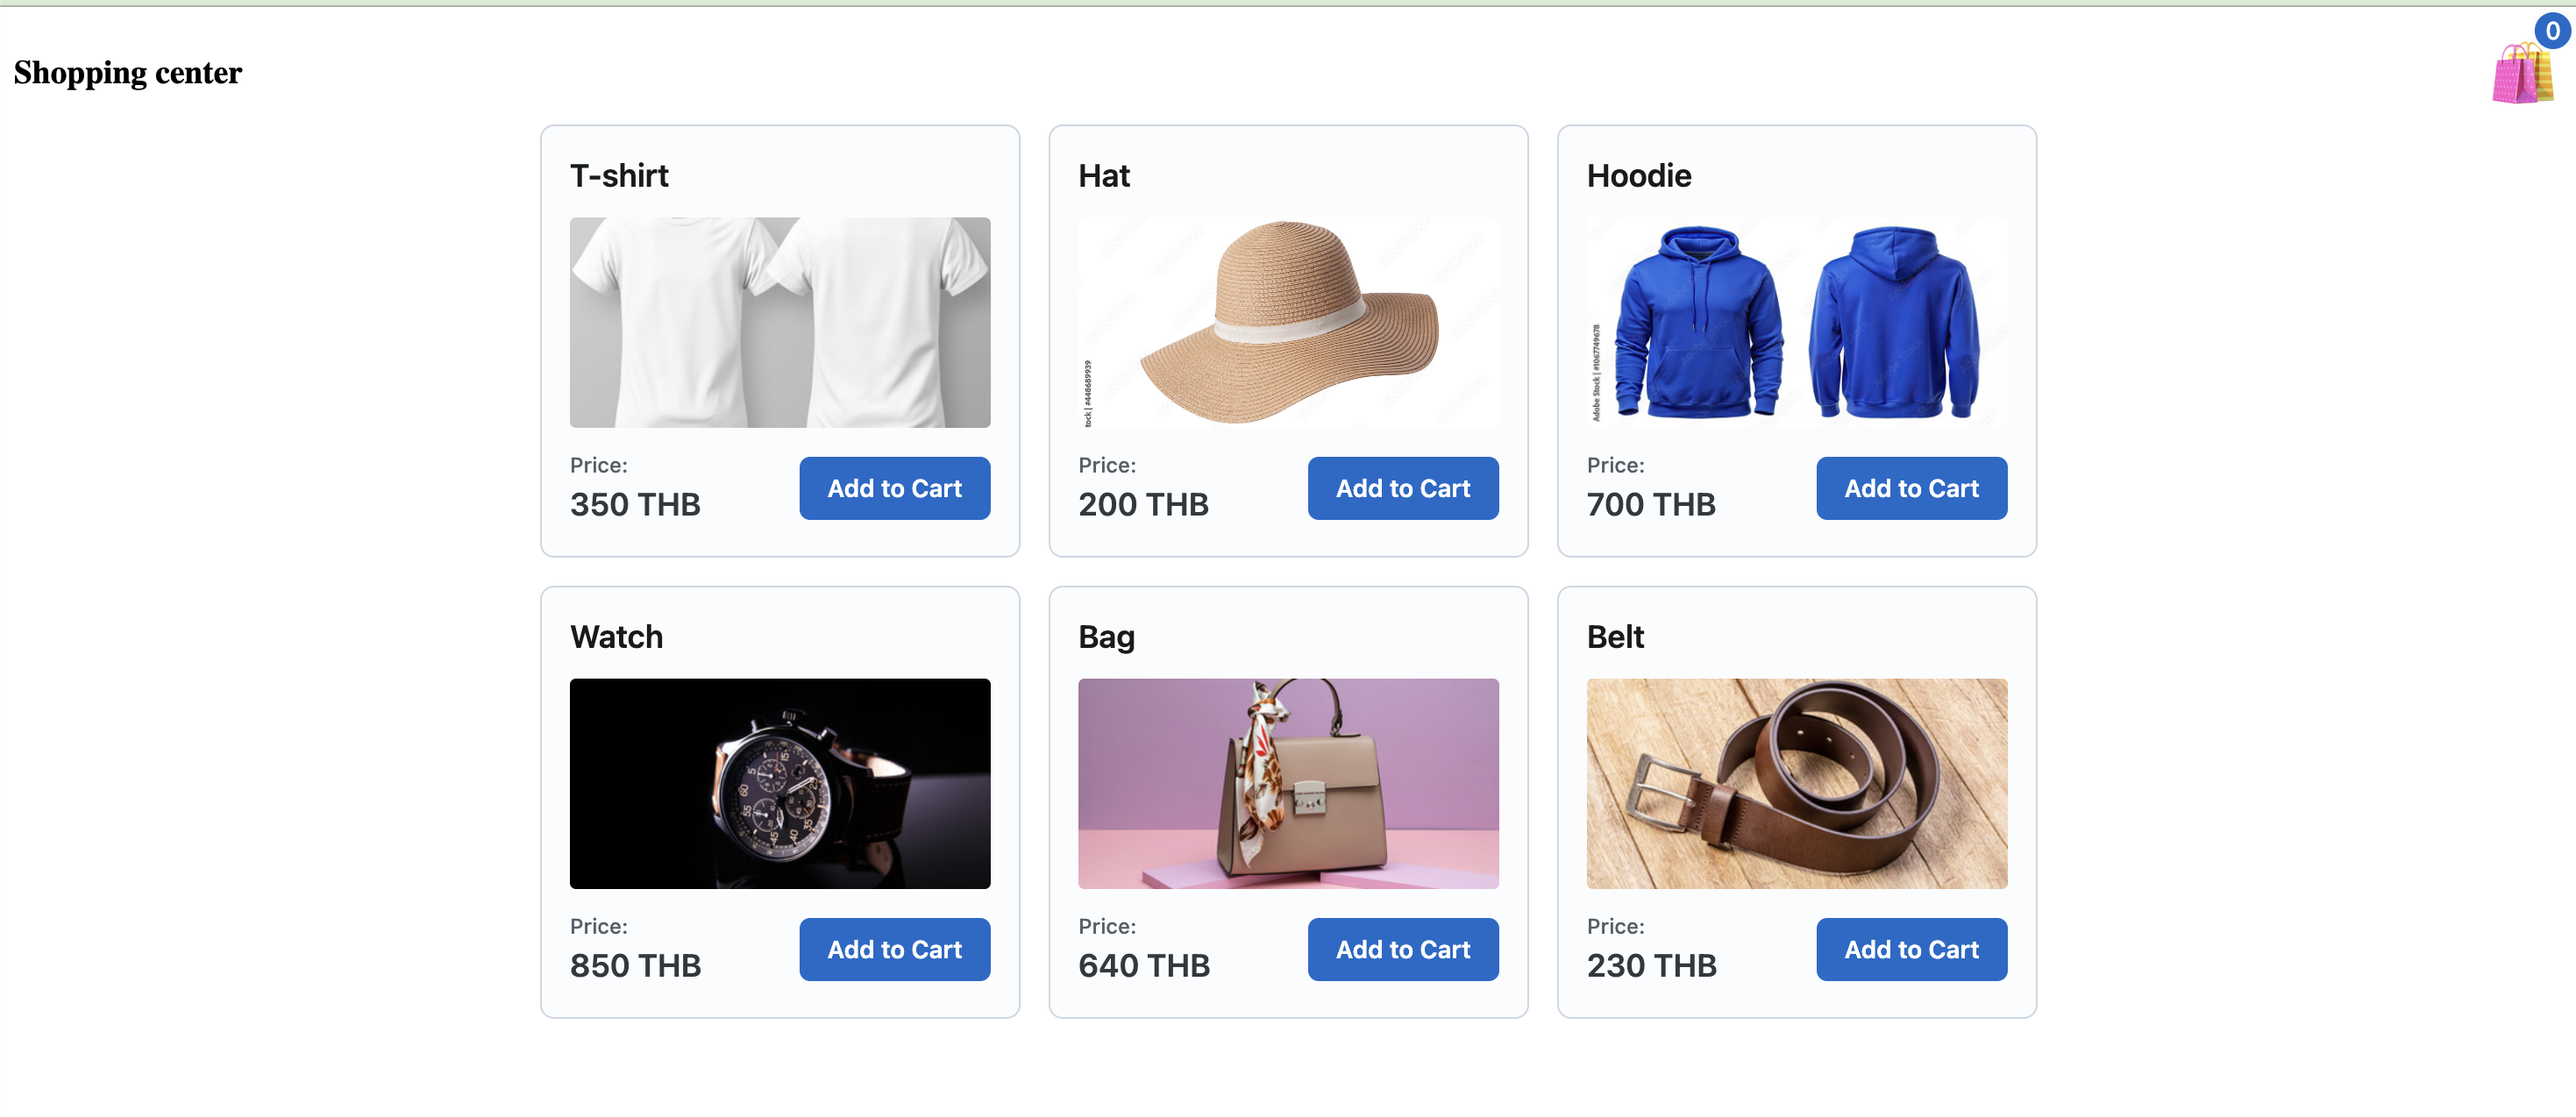 0
Shopping center
T-shirt
Hat
Hoodie
tock | #448689939
Adobe Stock | #1067749678
Price:
350 THB
Add to Cart
Price:
200 THB
Add to Cart
Price:
700 THB
Add to Cart
Watch
Bag
Belt
Price:
850 THB
Add to Cart
Price:
640 THB
Add to Cart
Price:
230 THB
Add to Cart